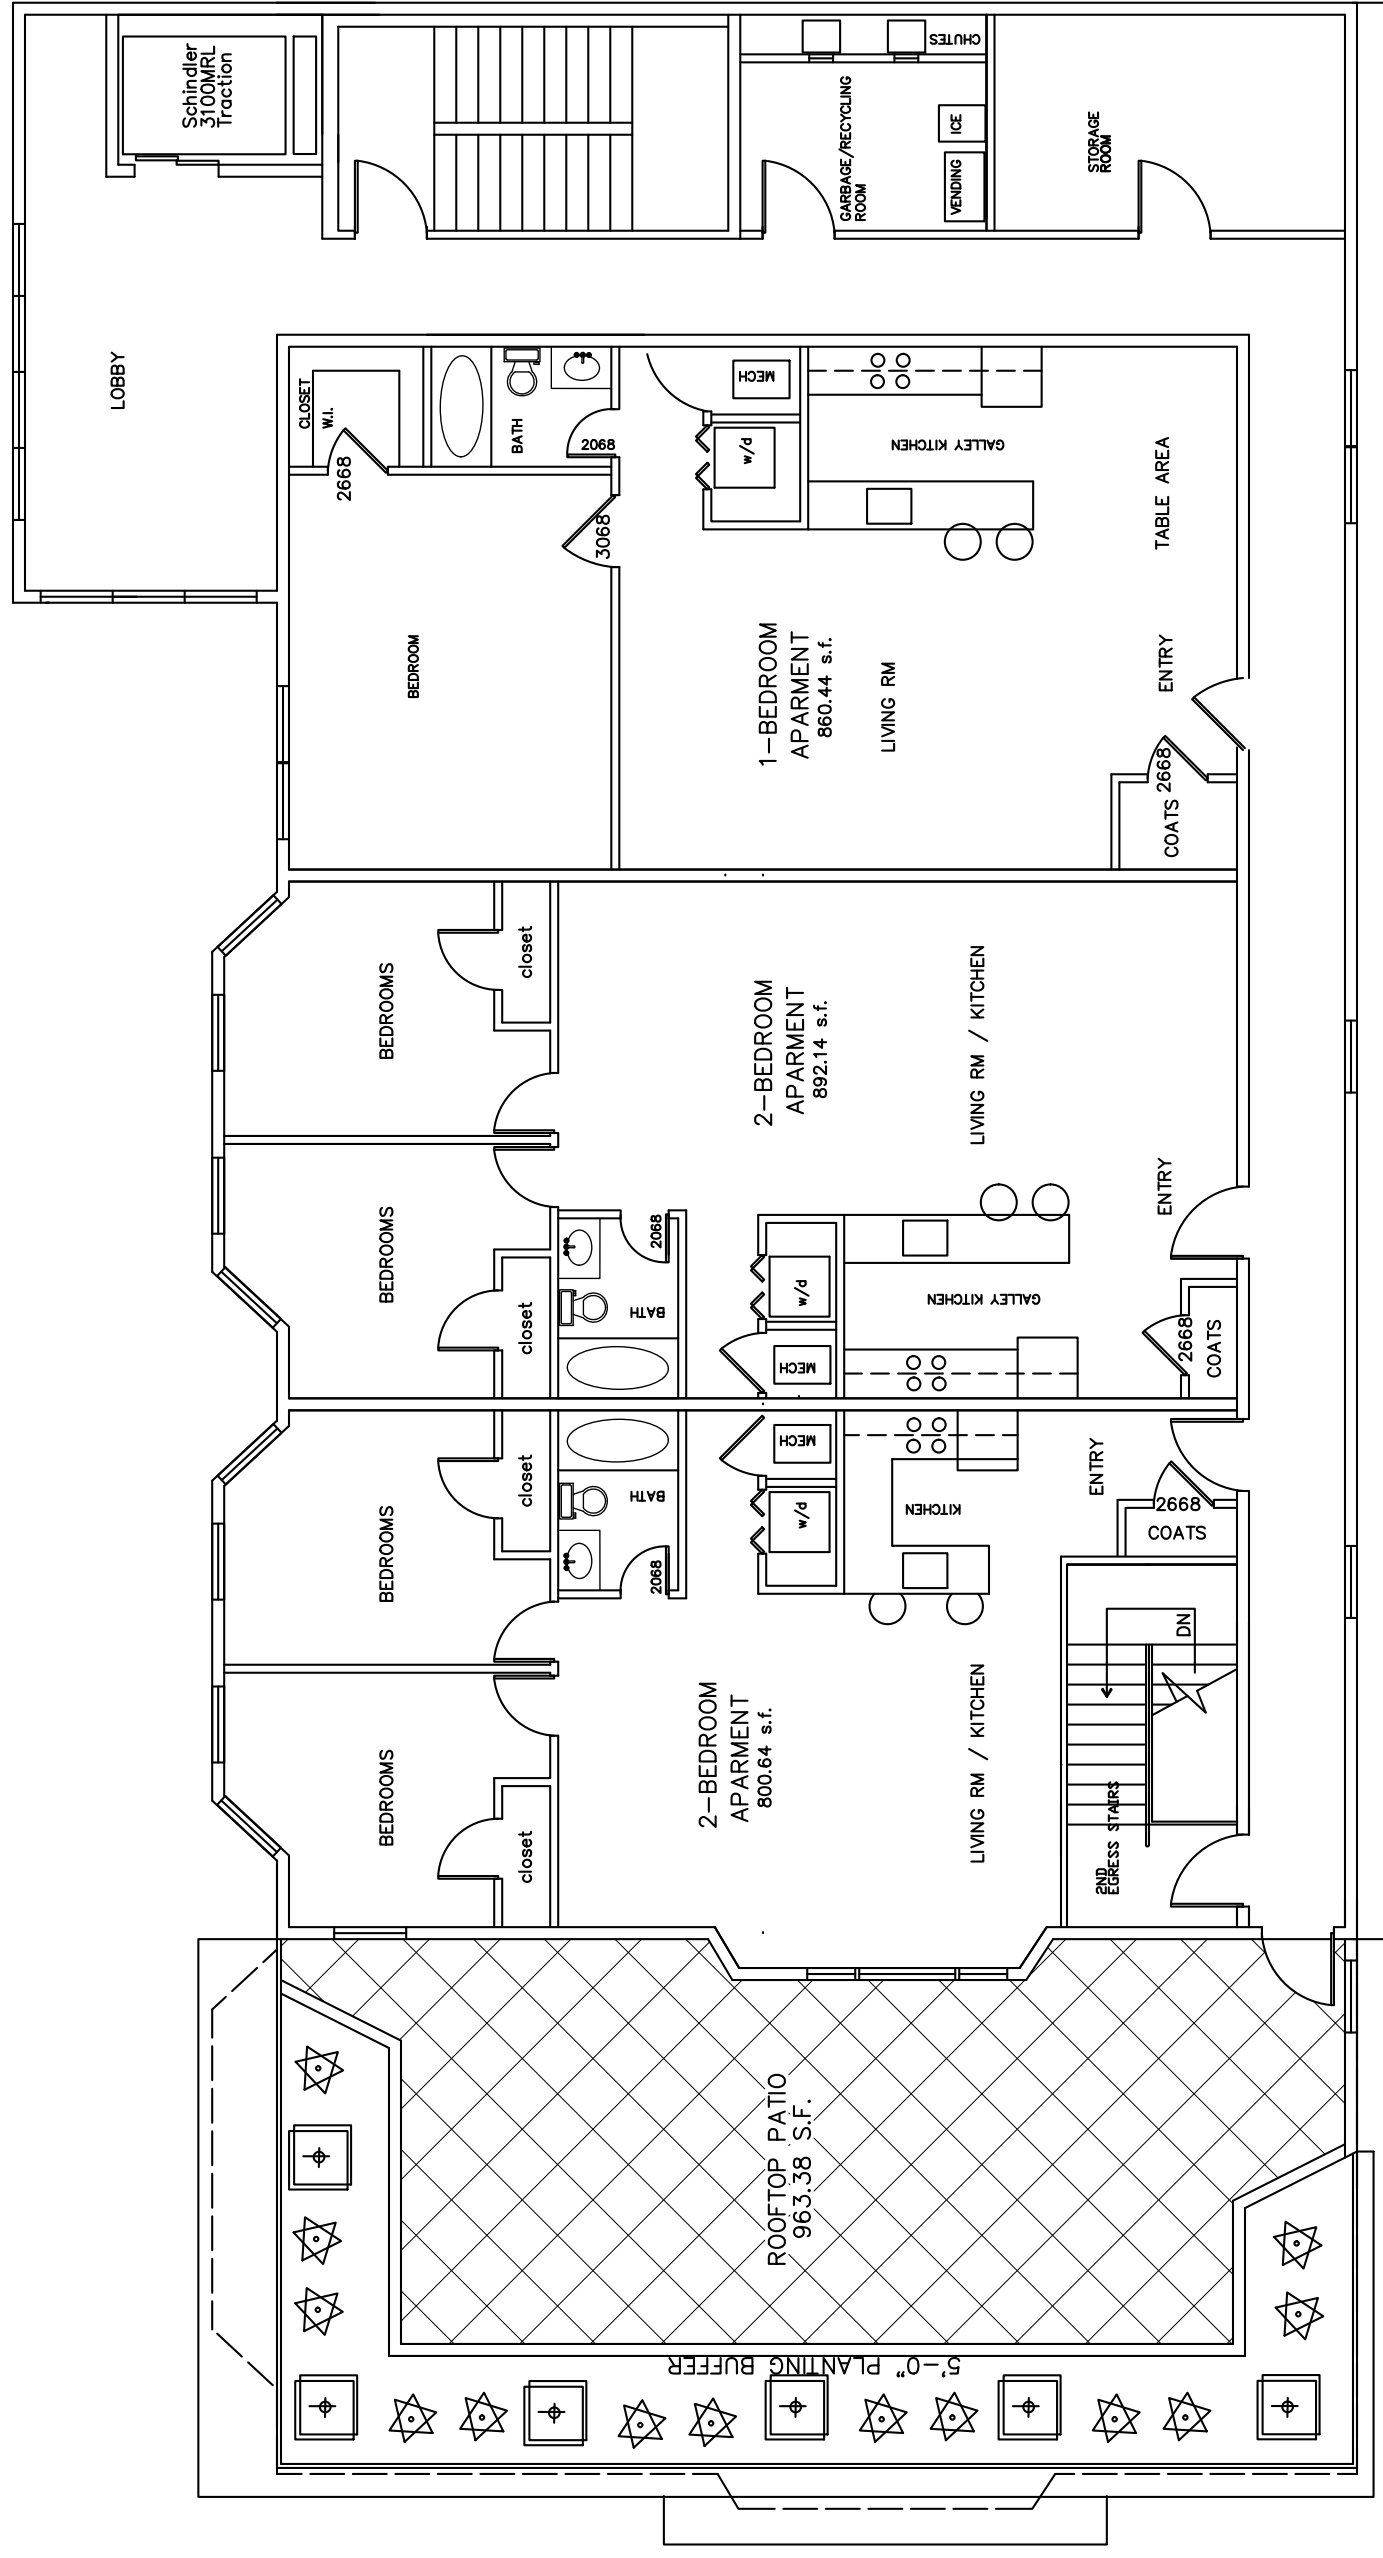 Schindler
3100MRL
Traction
CHUTES
GARBAGE/RECYCLING
ROOM
ICE
VENDING
STORAGE
ROOM
LOBBY
CLOSET
W.I.
2668
BATH
2068
3068
MECH
w/d
GALLEY KITCHEN
TABLE AREA
BEDROOM
1-BEDROOM
APARMENT
860.44 s.f.
LIVING RM
ENTRY
2668
COATS
BEDROOMS
closet
2-BEDROOM
APARMENT
892.14 s.f.
LIVING RM / KITCHEN
ENTRY
BEDROOMS
closet
2068
BATH
w/d
MECH
GALLEY KITCHEN
2668
COATS
BEDROOMS
closet
BATH
2068
MECH
w/d
KITCHEN
ENTRY
2668
COATS
BEDROOMS
closet
2-BEDROOM
APARMENT
800.64 s.f.
LIVING RM / KITCHEN
DN
2ND
EGRESS STAIRS
ROOFTOP PATIO
963.38 S.F.
5'-0" PLANTING BUFFER